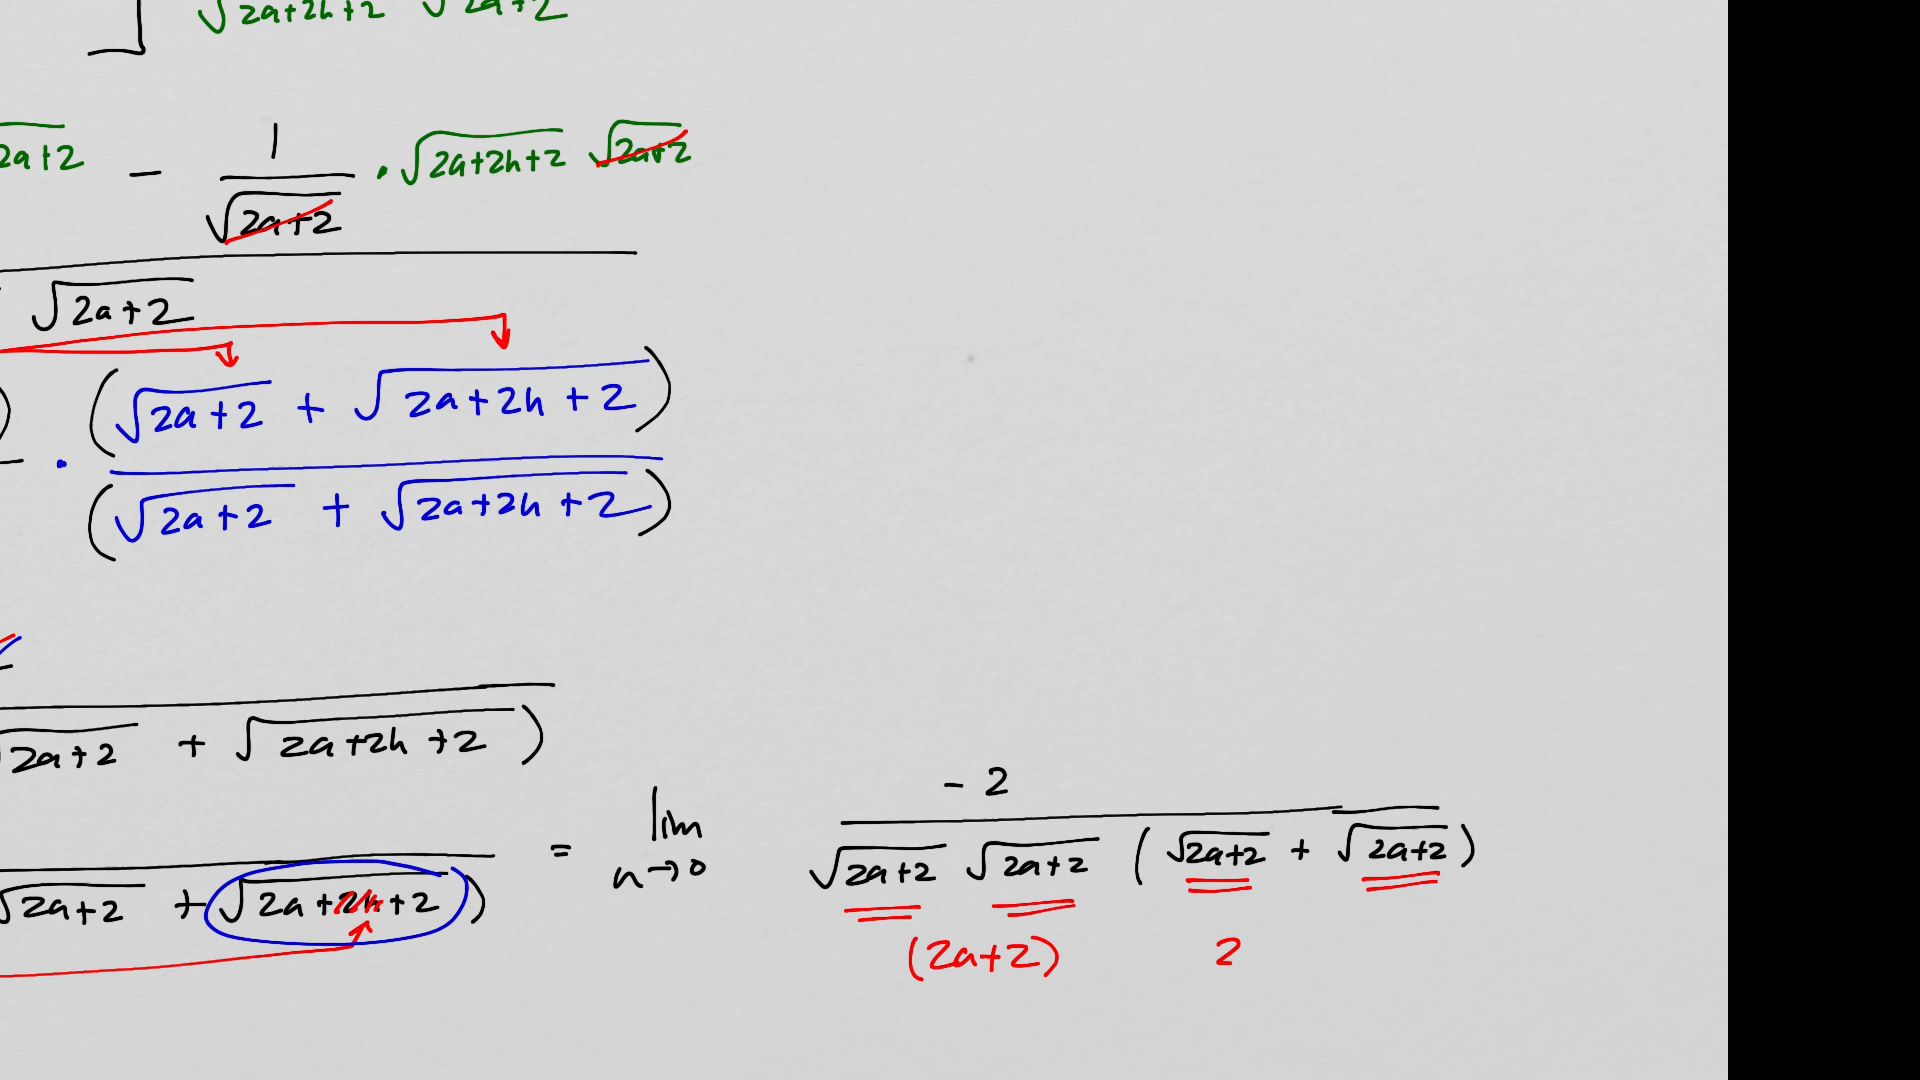 √2a+2h+2 √2a+2
2a+2 - 1/√2a+2 · √2a+2h+2 √2a+2
√2a+2
(√2a+2 + √2a+2h+2)
· (√2a+2 + √2a+2h+2)
√2a+2 + √2a+2h+2 )
-2
√2a+2 + √2a+2h+2 ) = lim h→0 √2a+2 √2a+2 ( √2a+2 + √2a+2 )
(2a+2) 2